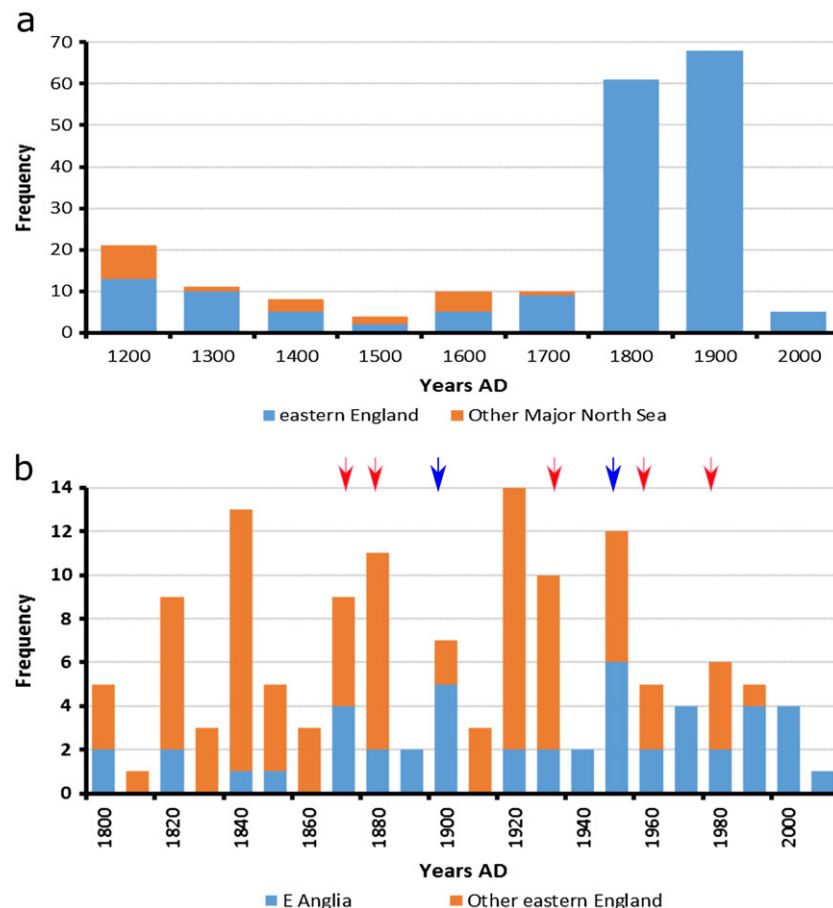 a
70
60
50
40
30
20
10
0
Frequency
1200 1300 1400 1500 1600 1700 1800 1900 2000
Years AD
eastern England Other Major North Sea
b
14
12
10
8
6
4
2
0
Frequency
1800 1820 1840 1860 1880 1900 1920 1940 1960 1980 2000
Years AD
E Anglia Other eastern England